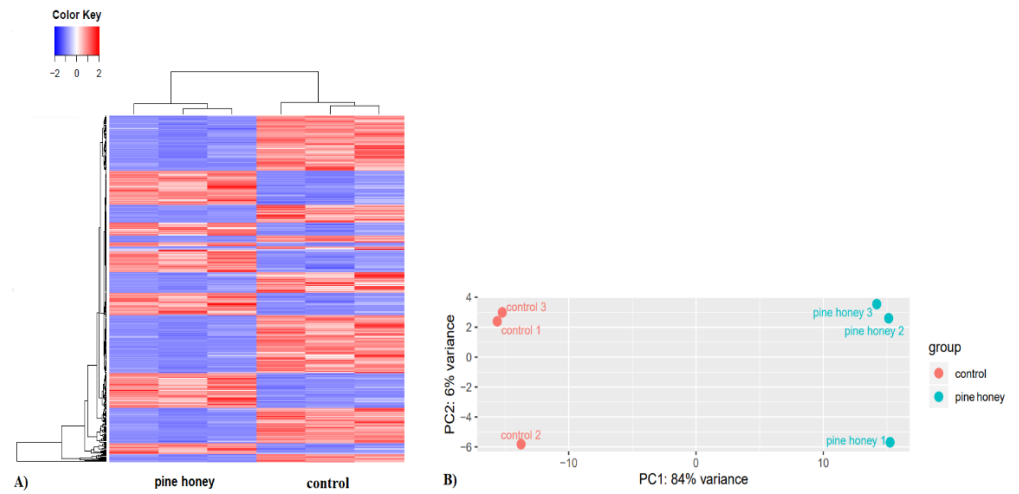 Color Key
−2 0 2
pine honey control
A)
4
2
0
−2
−4
−6
−10 0 10
PC2: 6% variance
PC1: 84% variance
control 3
control 1
control 2
pine honey 3
pine honey 2
pine honey 1
group
control
pine honey
B)